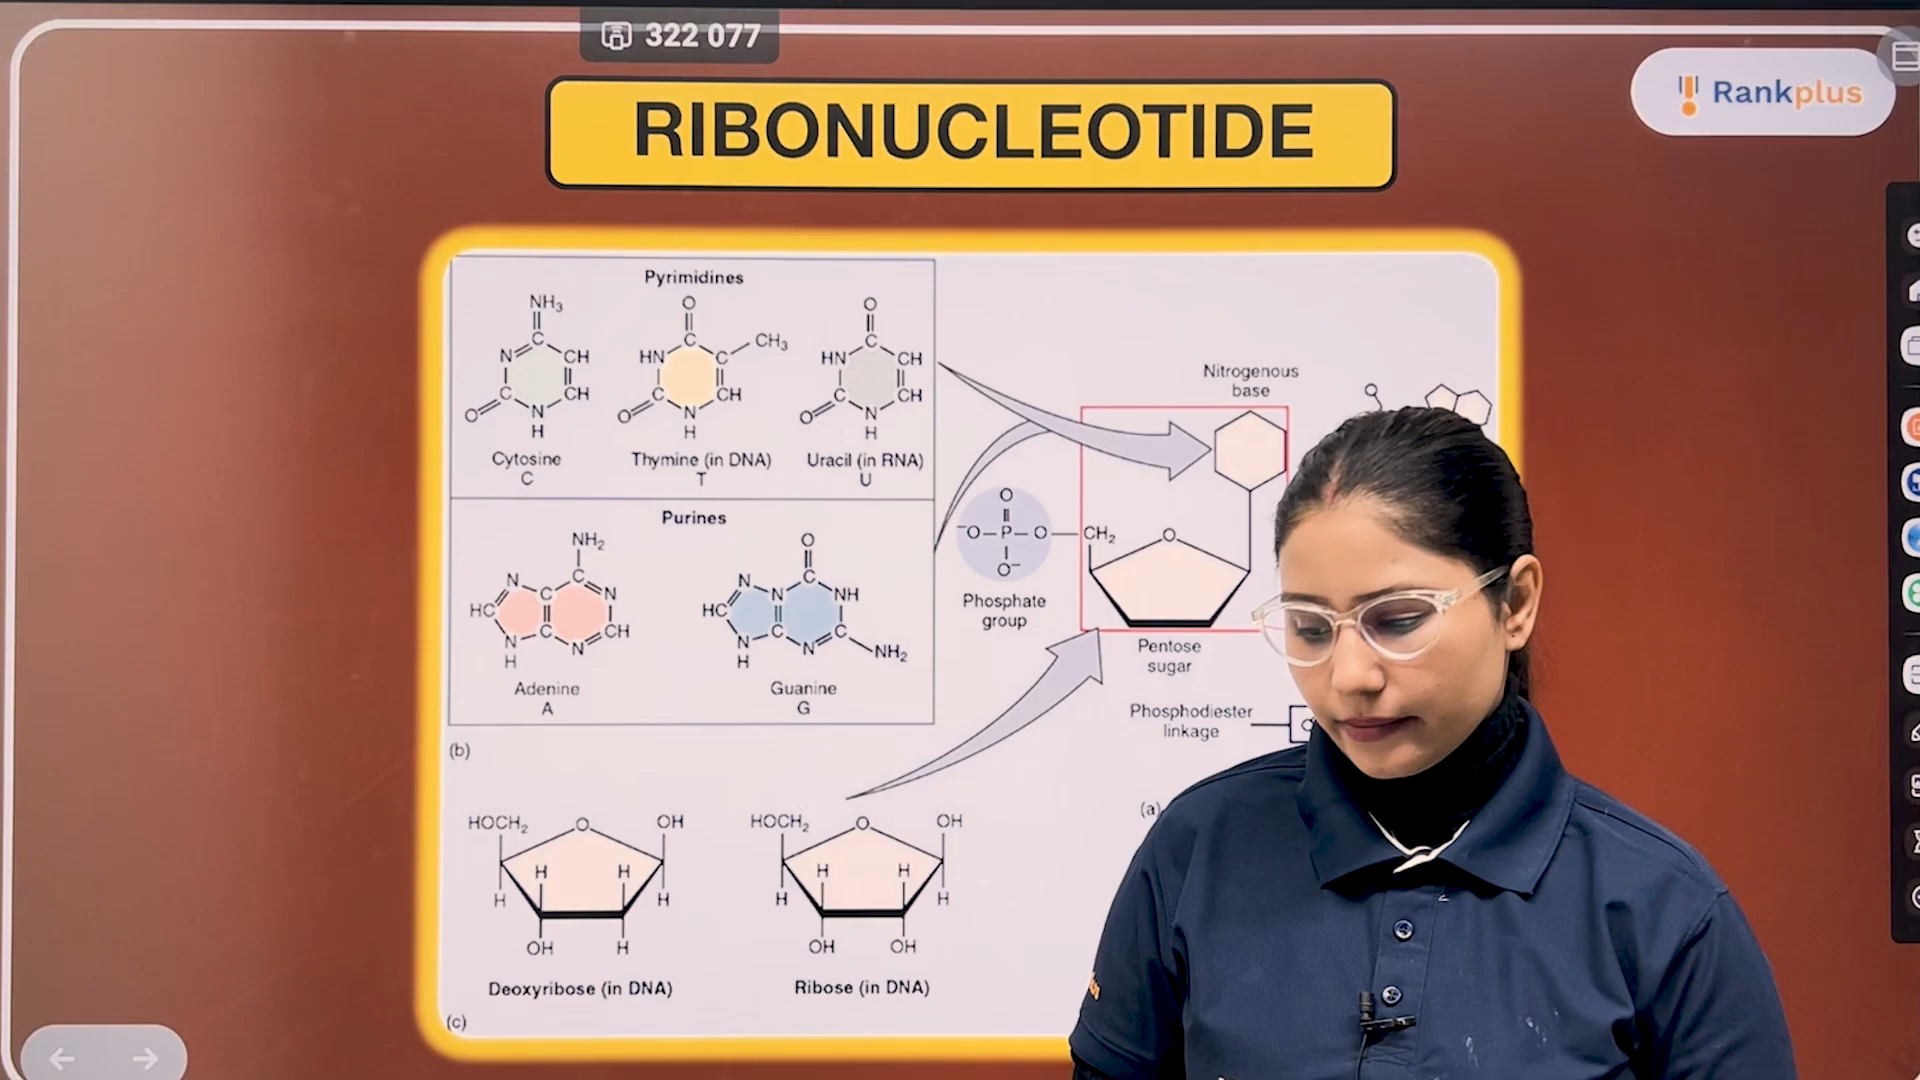 322 077
RIBONUCLEOTIDE
Rankplus
Pyrimidines
NH3
N C CH
C CH
O N
H
Cytosine
C
O
HN C C CH3
C CH
O N
H
Thymine (in DNA)
T
O
HN C CH
C CH
O N
H
Uracil (in RNA)
U
Purines
NH2
N C C N
HC
N C N CH
H
Adenine
A
O
N N C NH
HC
N C N C NH2
H
Guanine
G
(b)
Nitrogenous
base
O
-O-P-O CH2 O
O-
Phosphate
group
Pentose
sugar
Phosphodiester
linkage
(a)
HOCH2 O OH
H H
H H
OH H
Deoxyribose (in DNA)
HOCH2 O OH
H H
H H
OH OH
Ribose (in DNA)
(c)